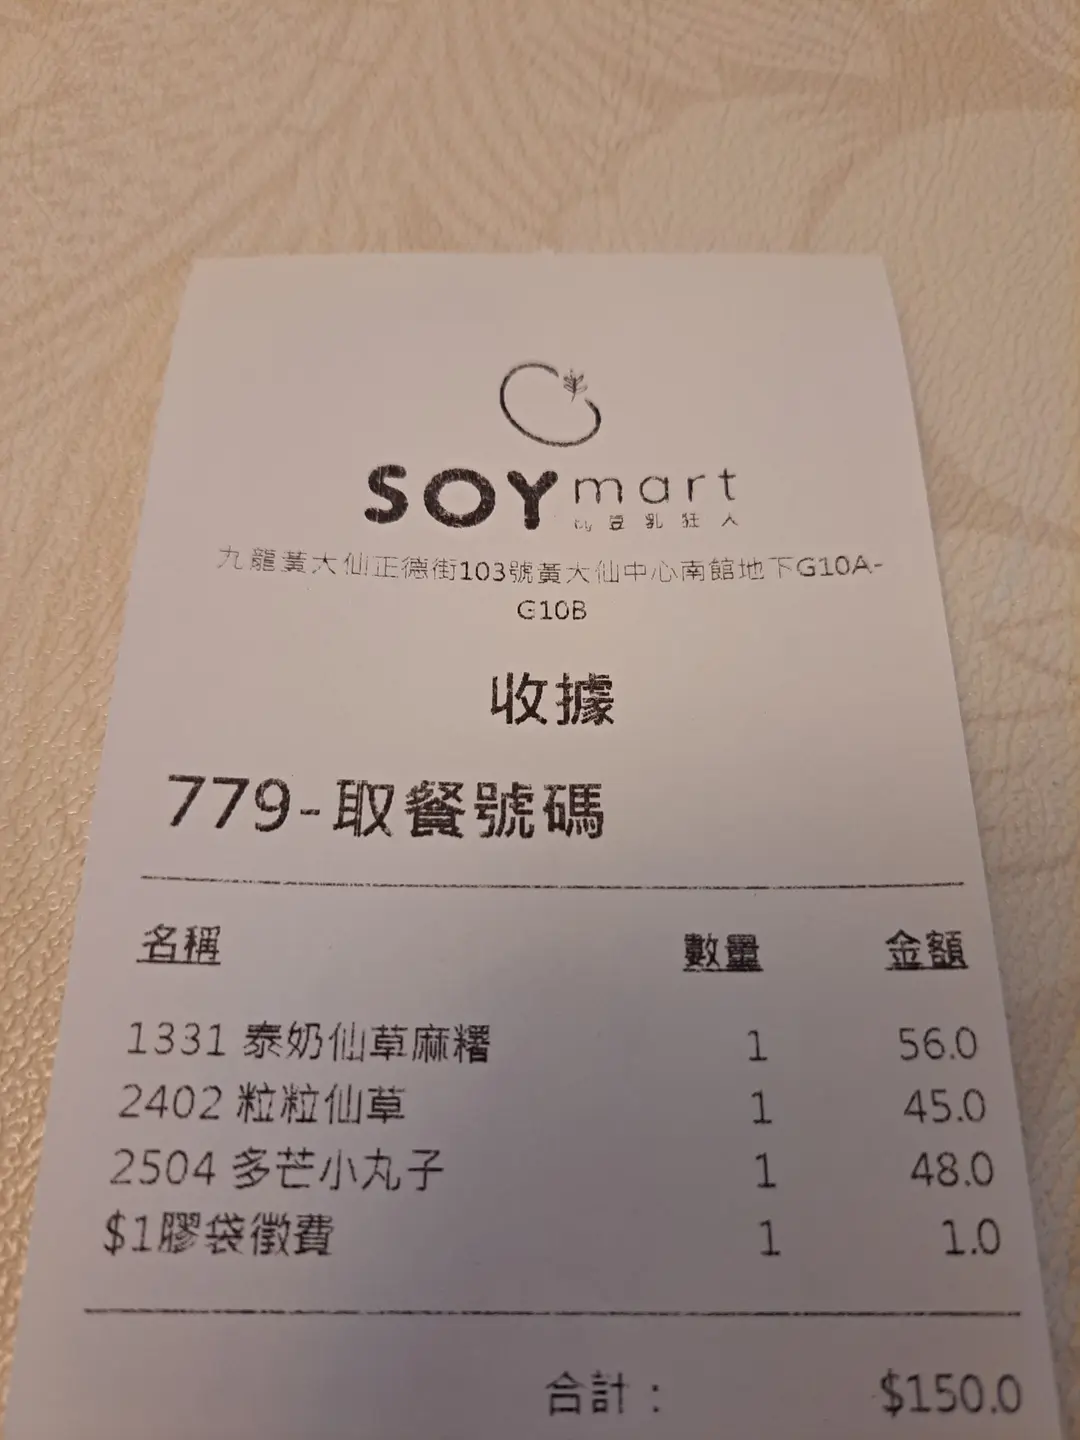 SOY mart
by 豆乳狂人
九龍黃大仙正德街103號黃大仙中心南館地下G10A-
G10B
收據
779-取餐號碼
名稱 數量 金額
1331 泰奶仙草麻糬 1 56.0
2402 粒粒仙草 1 45.0
2504 多芒小丸子 1 48.0
$1膠袋徵費 1 1.0
合計： $150.0